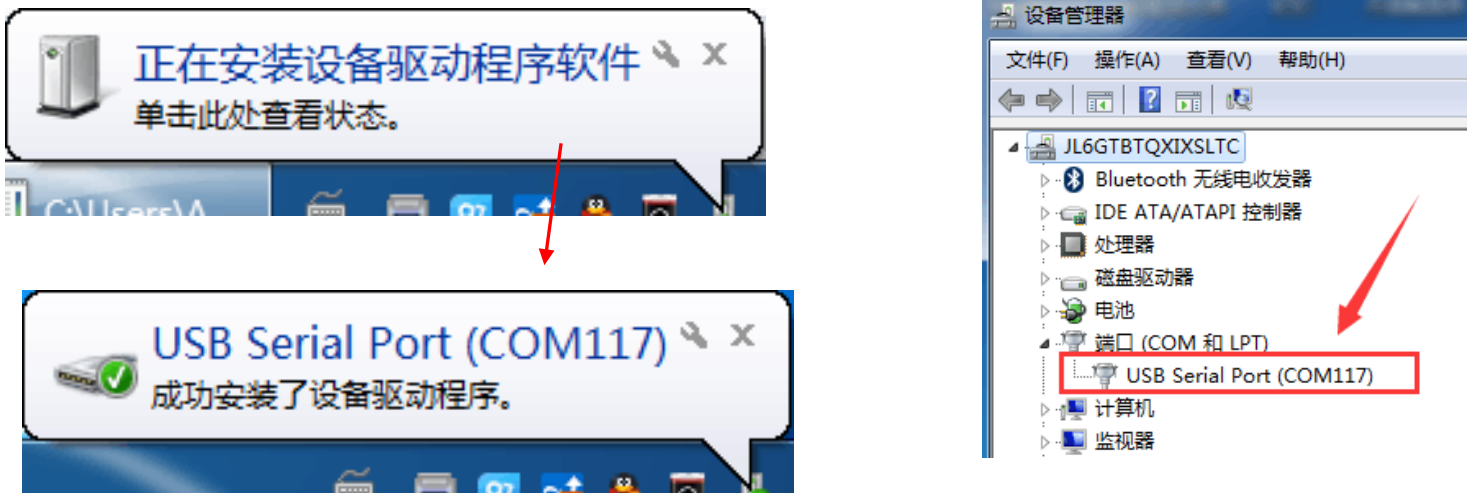 正在安装设备驱动程序软件
单击此处查看状态。
C:\Users\A
USB Serial Port (COM117)
成功安装了设备驱动程序。
设备管理器
文件(F) 操作(A) 查看(V) 帮助(H)
JL6GTBTQXIXSLTC
Bluetooth 无线电收发器
IDE ATA/ATAPI 控制器
处理器
磁盘驱动器
电池
端口 (COM 和 LPT)
USB Serial Port (COM117)
计算机
监视器